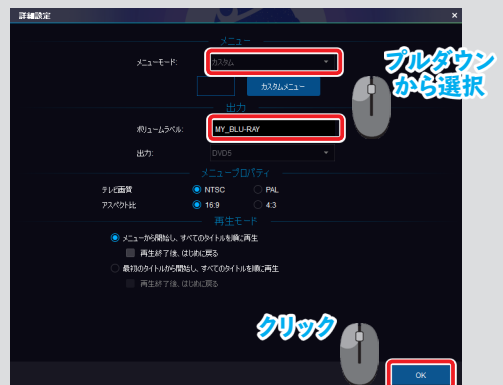 詳細設定
×
メニュー
メニューモード: カスタム
プルダウン
から選択
カスタムメニュー
出力
ボリュームラベル: MY_BLU-RAY
出力: DVD5
メニュープロパティ
テレビ画質 NTSC PAL
アスペクト比 16:9 4:3
再生モード
メニューから開始し、すべてのタイトルを順に再生
再生終了後、はじめに戻る
最初のタイトルから開始し、すべてのタイトルを順に再生
再生終了後、はじめに戻る
クリック
OK